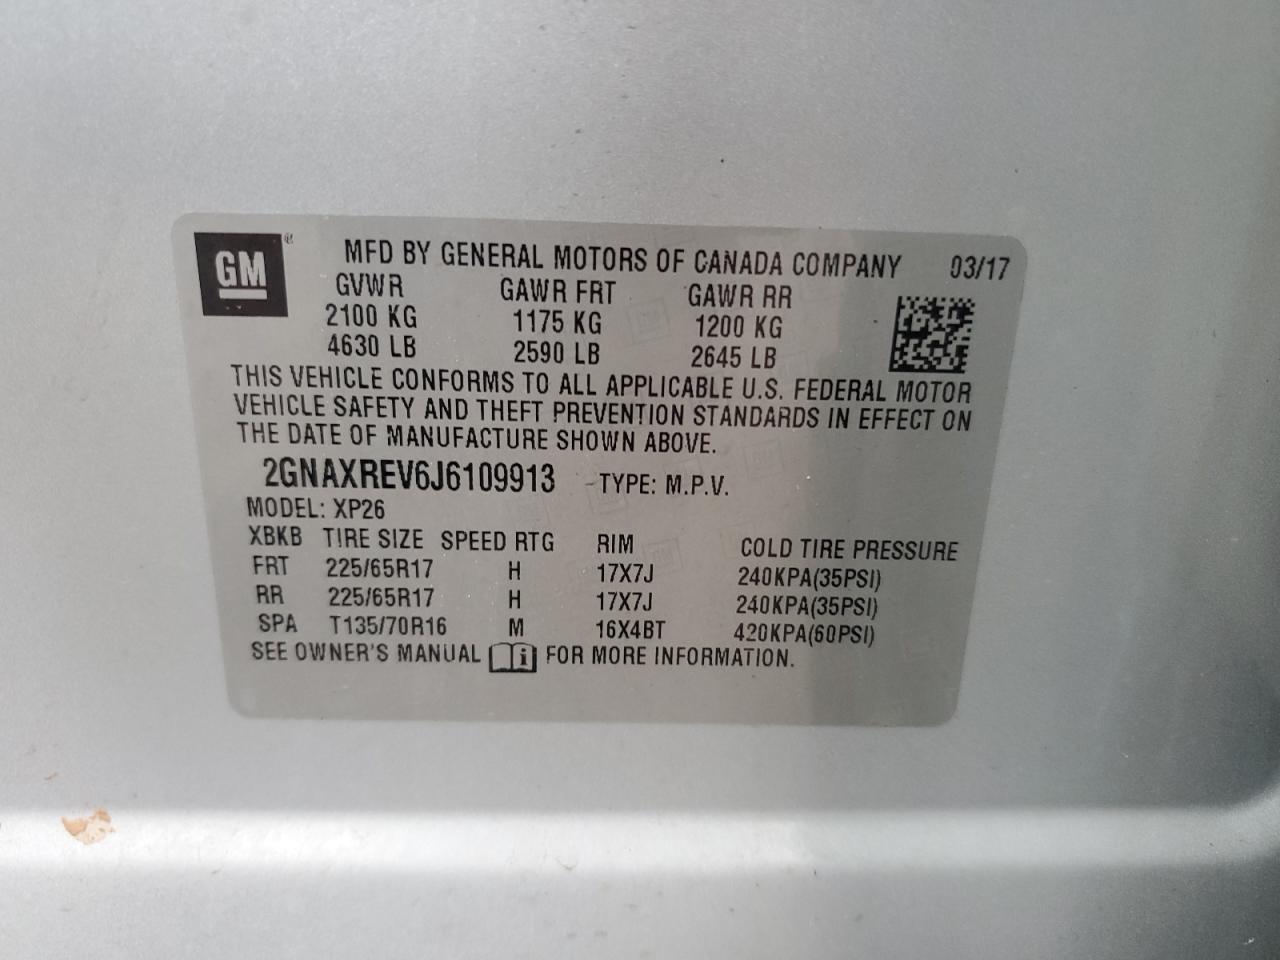 GM ®
MFD BY GENERAL MOTORS OF CANADA COMPANY 03/17
GVWR GAWR FRT GAWR RR
2100 KG 1175 KG 1200 KG
4630 LB 2590 LB 2645 LB
THIS VEHICLE CONFORMS TO ALL APPLICABLE U.S. FEDERAL MOTOR
VEHICLE SAFETY AND THEFT PREVENTION STANDARDS IN EFFECT ON
THE DATE OF MANUFACTURE SHOWN ABOVE.
2GNAXREV6J6109913 TYPE: M.P.V.
MODEL: XP26
XBKB TIRE SIZE SPEED RTG RIM COLD TIRE PRESSURE
FRT 225/65R17 H 17X7J 240KPA(35PSI)
RR 225/65R17 H 17X7J 240KPA(35PSI)
SPA T135/70R16 M 16X4BT 420KPA(60PSI)
SEE OWNER'S MANUAL i FOR MORE INFORMATION.